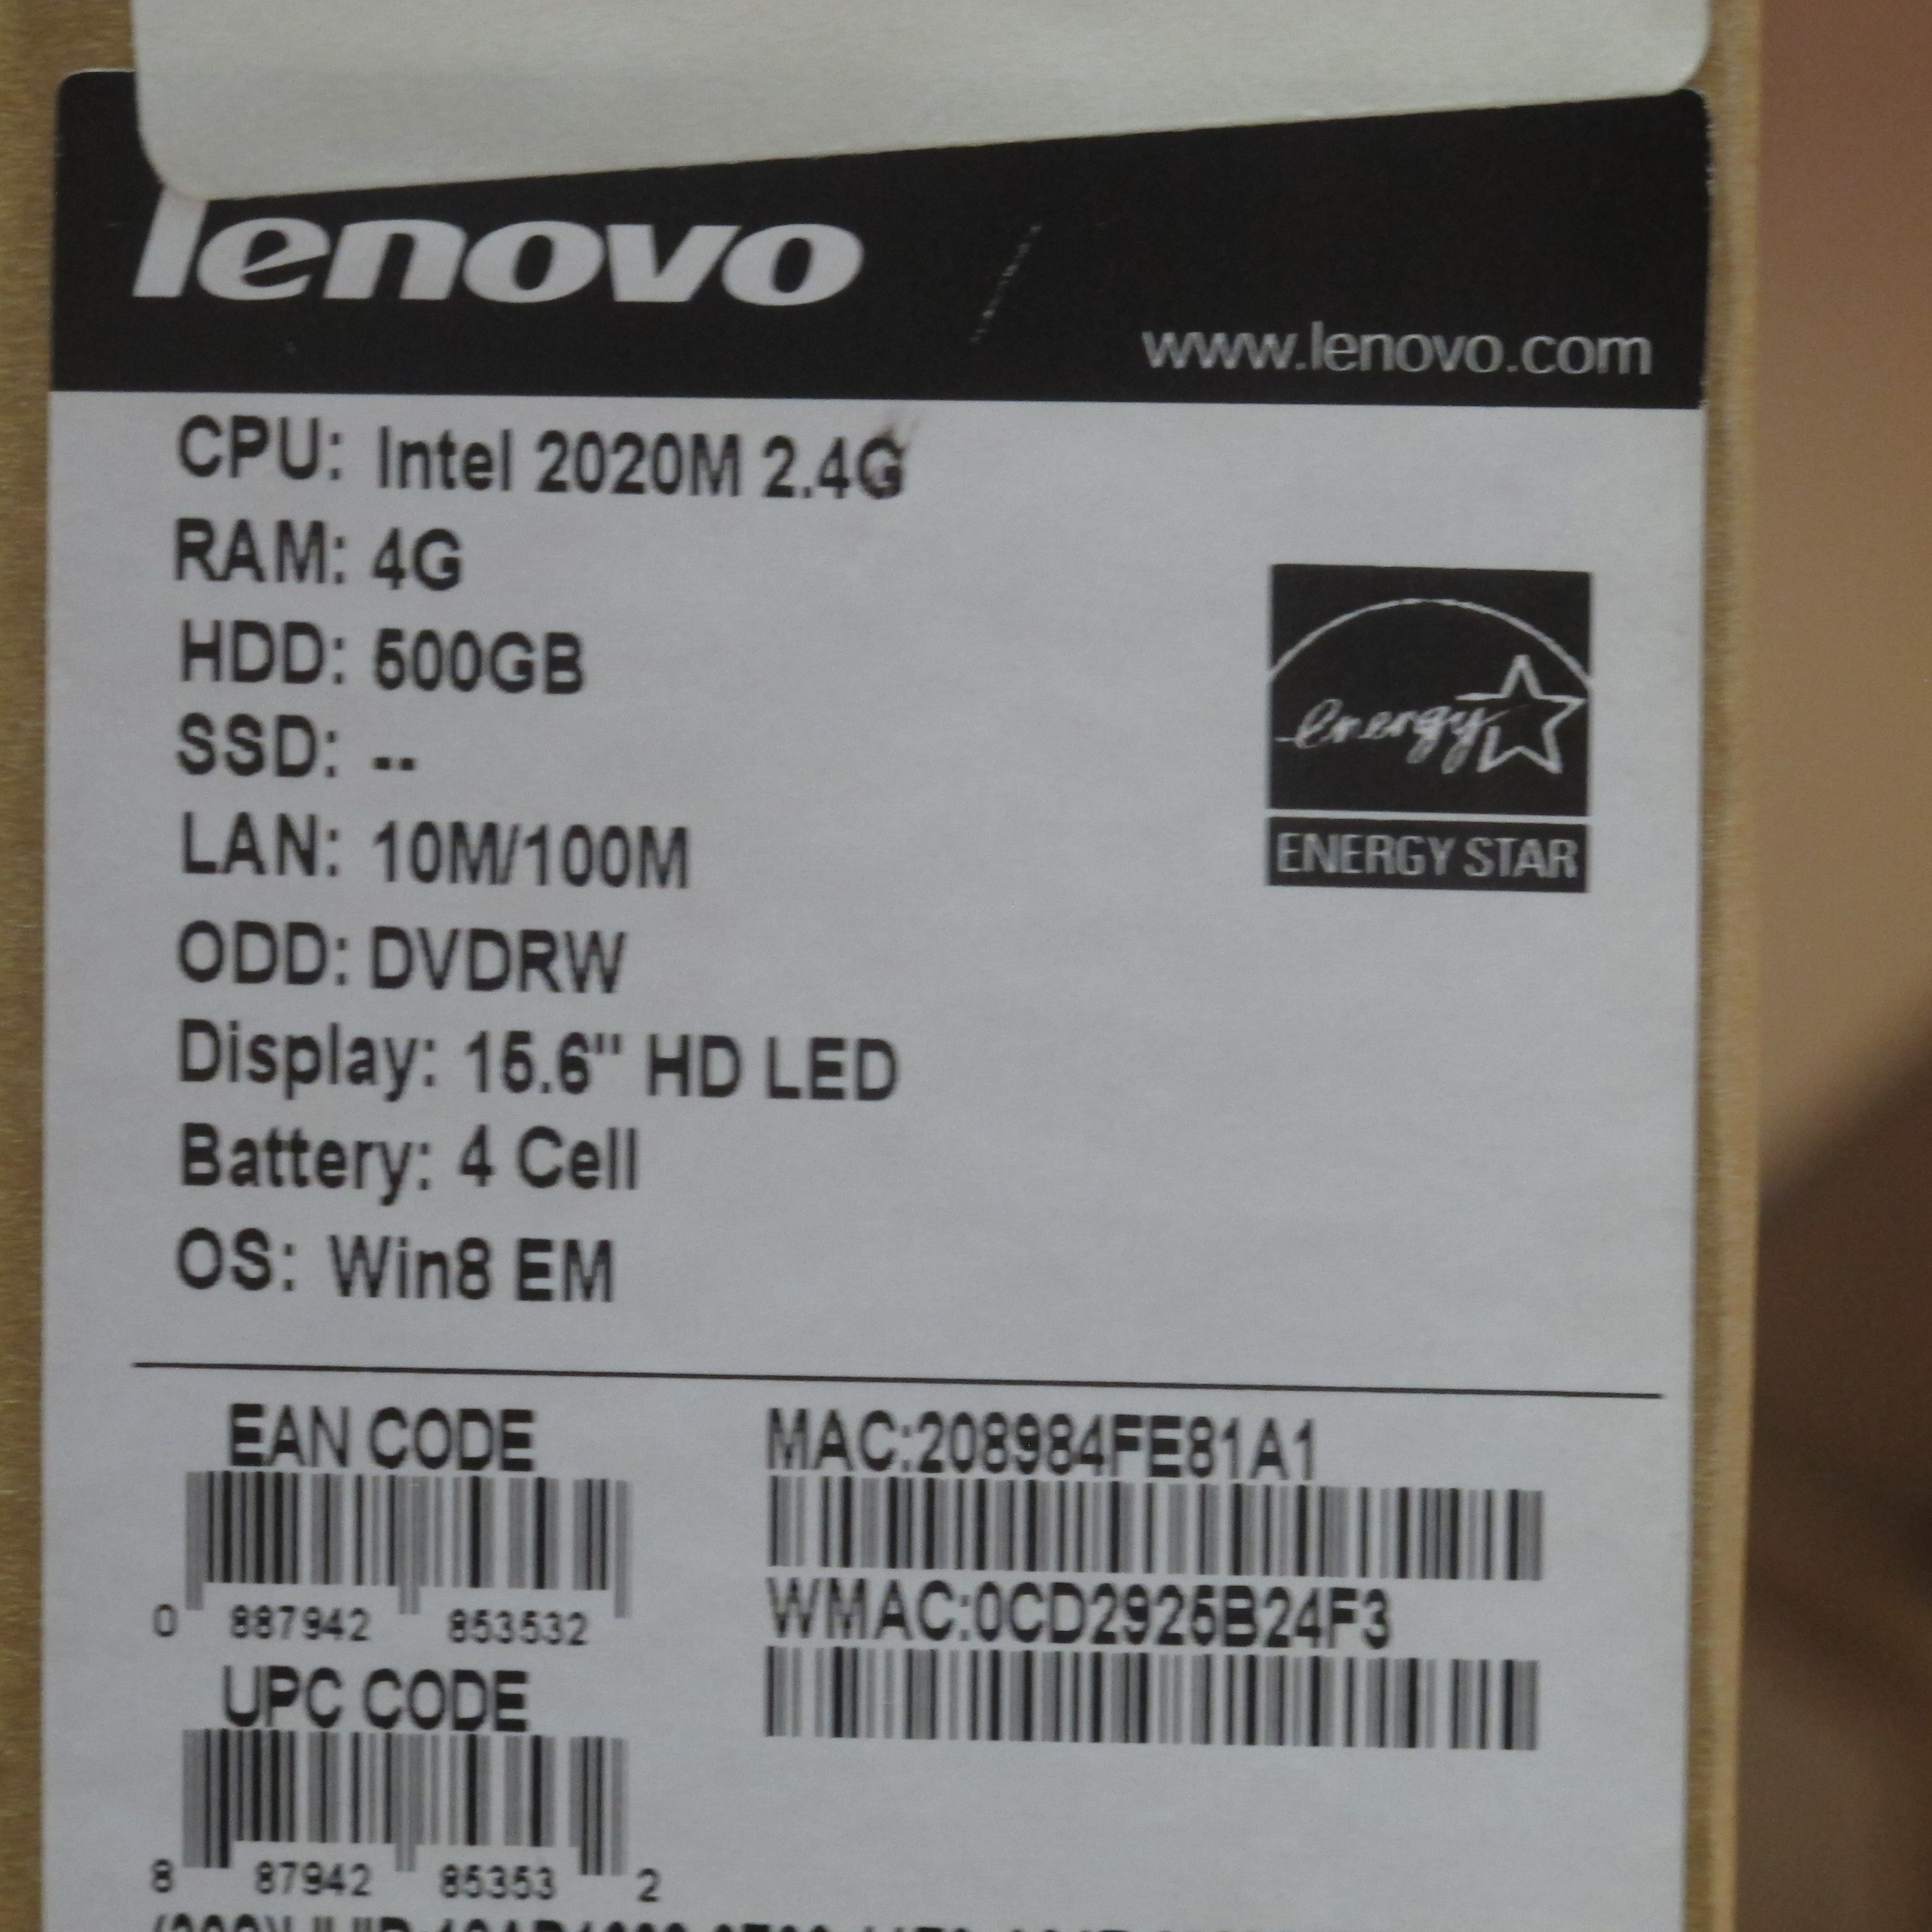 lenovo
www.lenovo.com
CPU: Intel 2020M 2.4G
RAM: 4G
HDD: 500GB
SSD: --
LAN: 10M/100M
ODD: DVDRW
Display: 15.6" HD LED
Battery: 4 Cell
OS: Win8 EM
energy
ENERGY STAR
EAN CODE
0 887942 853532
UPC CODE
8 87942 85353 2
MAC:208984FE81A1
WMAC:0CD2925B24F3